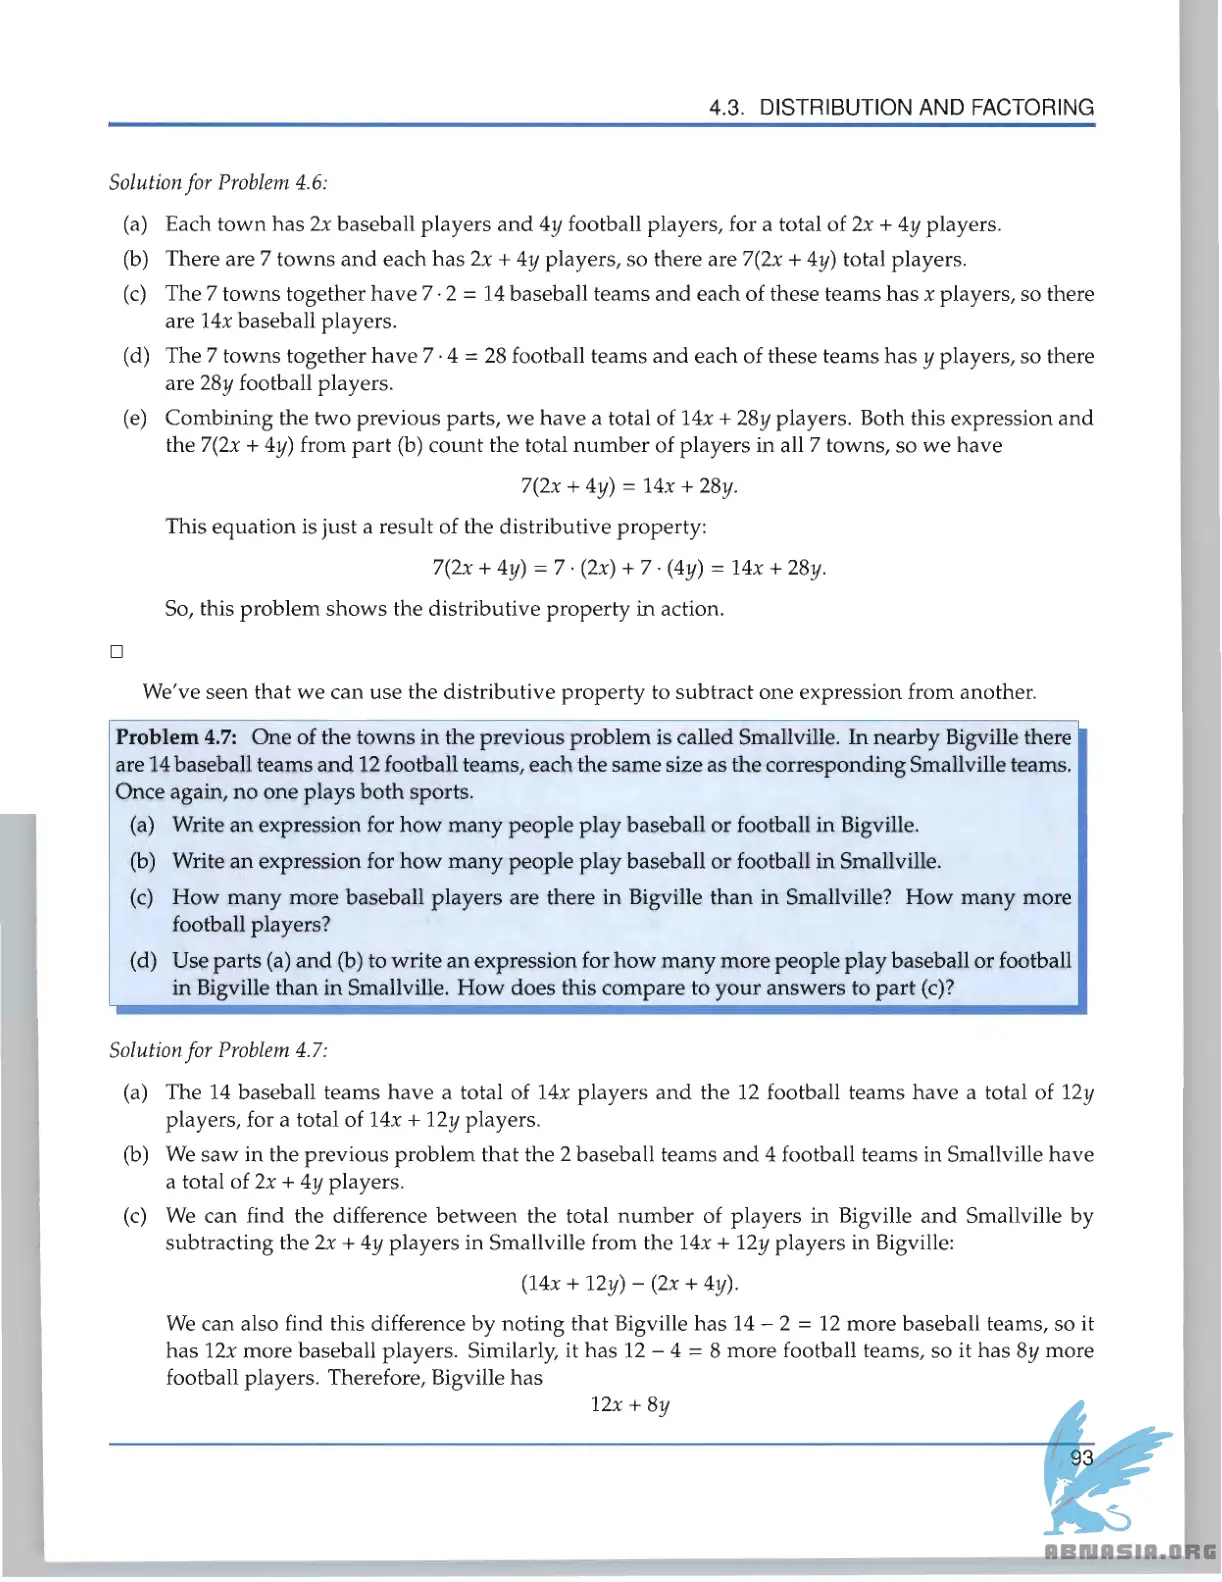 4.3. DISTRIBUTION AND FACTORING
Solution for Problem 4.6:
(a) Each town has 2x baseball players and 4y football players, for a total of 2x + 4y players.
(b) There are 7 towns and each has 2x + 4y players, so there are 7(2x + 4y) total players.
(c) The 7 towns together have 7 · 2 = 14 baseball teams and each of these teams has x players, so there
are 14x baseball players.
(d) The 7 towns together have 7 · 4 = 28 football teams and each of these teams has y players, so there
are 28y football players.
(e) Combining the two previous parts, we have a total of 14x + 28y players. Both this expression and
the 7(2x + 4y) from part (b) count the total number of players in all 7 towns, so we have
7(2x + 4y) = 14x + 28y.
This equation is just a result of the distributive property:
7(2x + 4y) = 7 · (2x) + 7 · (4y) = 14x + 28y.
So, this problem shows the distributive property in action.
□
We've seen that we can use the distributive property to subtract one expression from another.
Problem 4.7: One of the towns in the previous problem is called Smallville. In nearby Bigville there
are 14 baseball teams and 12 football teams, each the same size as the corresponding Smallville teams.
Once again, no one plays both sports.
(a) Write an expression for how many people play baseball or football in Bigville.
(b) Write an expression for how many people play baseball or football in Smallville.
(c) How many more baseball players are there in Bigville than in Smallville? How many more
football players?
(d) Use parts (a) and (b) to write an expression for how many more people play baseball or football
in Bigville than in Smallville. How does this compare to your answers to part (c)?
Solution for Problem 4.7:
(a) The 14 baseball teams have a total of 14x players and the 12 football teams have a total of 12y
players, for a total of 14x + 12y players.
(b) We saw in the previous problem that the 2 baseball teams and 4 football teams in Smallville have
a total of 2x + 4y players.
(c) We can find the difference between the total number of players in Bigville and Smallville by
subtracting the 2x + 4y players in Smallville from the 14x + 12y players in Bigville:
(14x + 12y) − (2x + 4y).
We can also find this difference by noting that Bigville has 14 − 2 = 12 more baseball teams, so it
has 12x more baseball players. Similarly, it has 12 − 4 = 8 more football teams, so it has 8y more
football players. Therefore, Bigville has
12x + 8y
93
ABNASIA.ORG